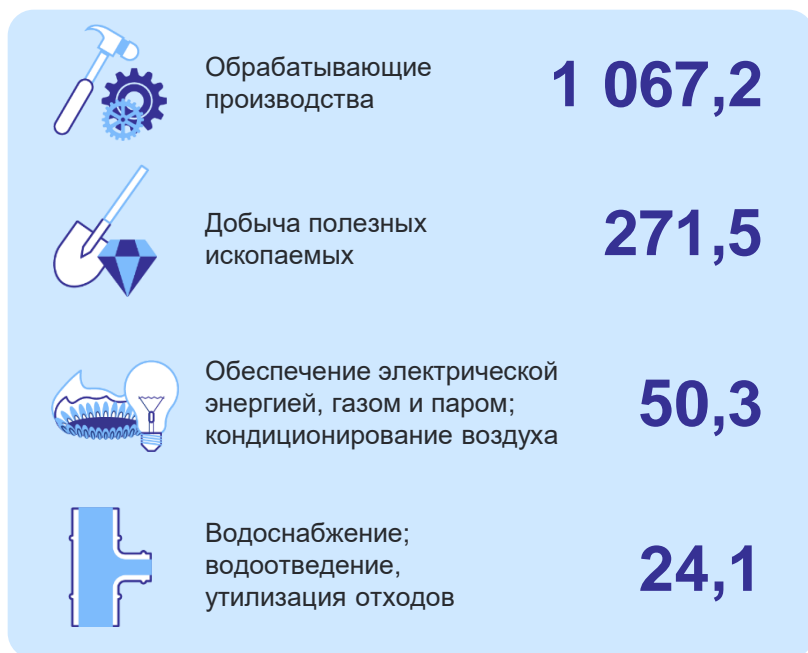 Обрабатывающие
производства
1 067,2
Добыча полезных
ископаемых
271,5
Обеспечение электрической
энергией, газом и паром;
кондиционирование воздуха
50,3
Водоснабжение;
водоотведение,
утилизация отходов
24,1